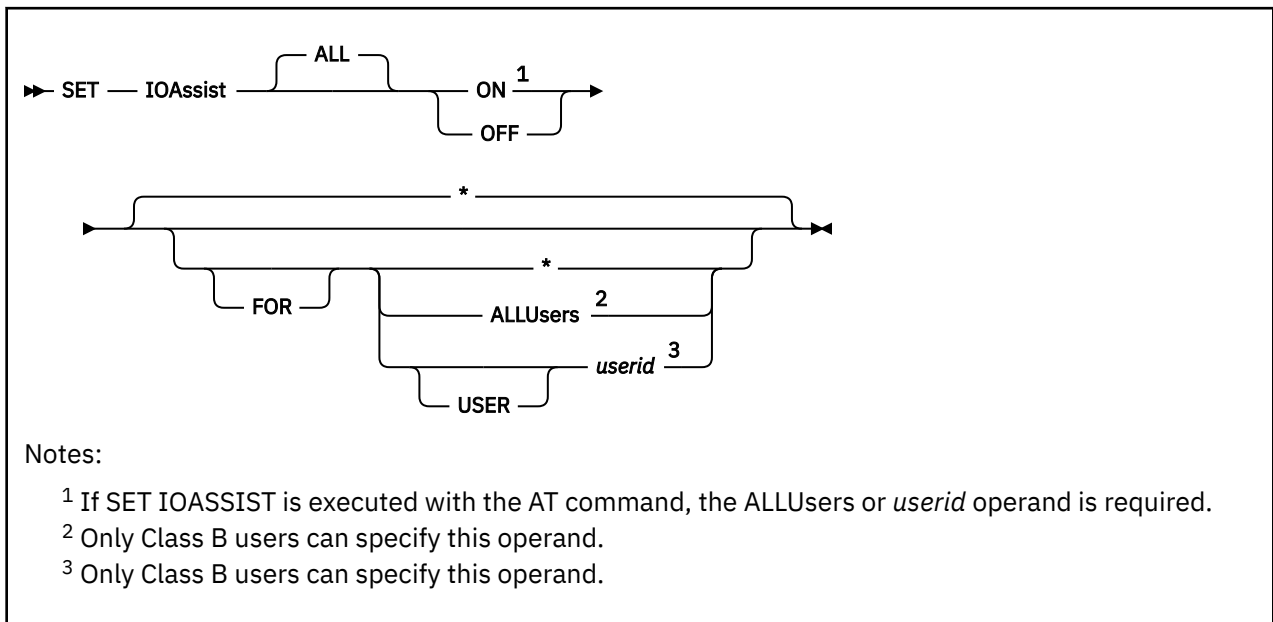 ALL
SET IOAssist ON 1
OFF
*
*
FOR ALLUsers 2
userid 3
USER
Notes:
1 If SET IOASSIST is executed with the AT command, the ALLUsers or userid operand is required.
2 Only Class B users can specify this operand.
3 Only Class B users can specify this operand.